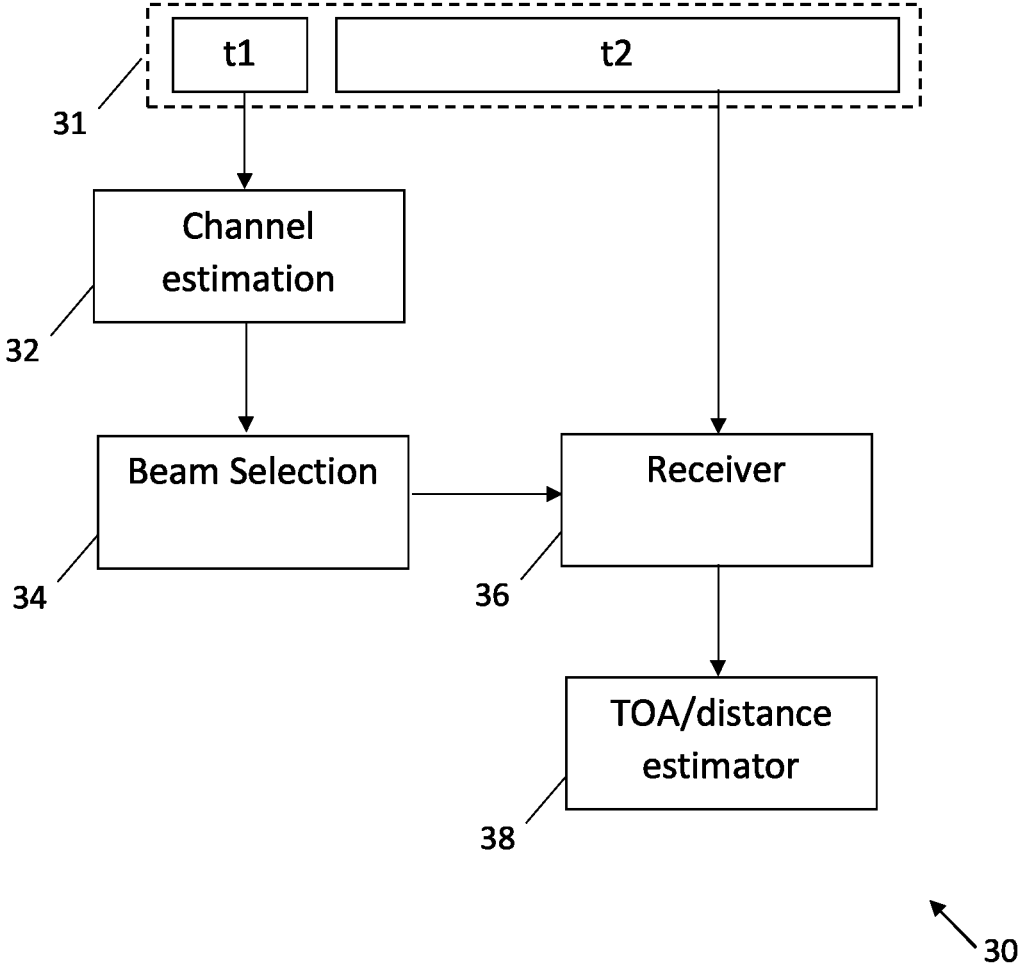 t1
t2
31
Channel
estimation
32
Beam Selection
Receiver
34
36
TOA/distance
estimator
38
30